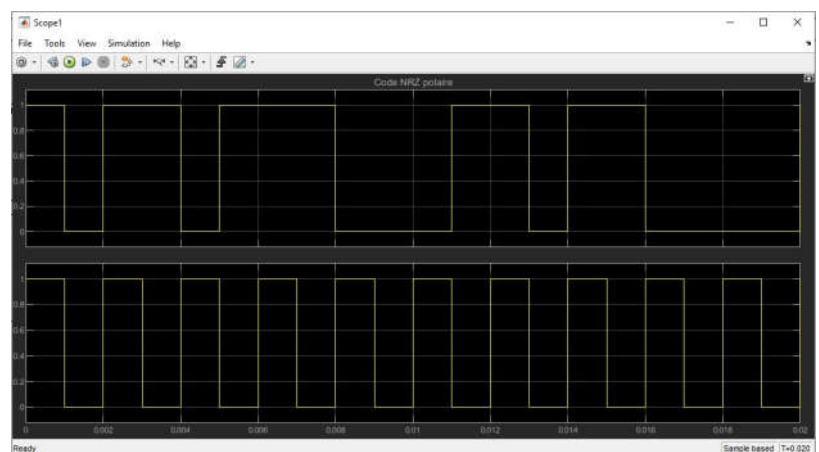 Scope1
File Tools View Simulation Help
Code NRZ polaire
1
0.8
0.6
0.4
0.2
0
1
0.8
0.6
0.4
0.2
0
0 0.002 0.004 0.006 0.008 0.01 0.012 0.014 0.016 0.018 0.02
Ready Sample based T=0.020